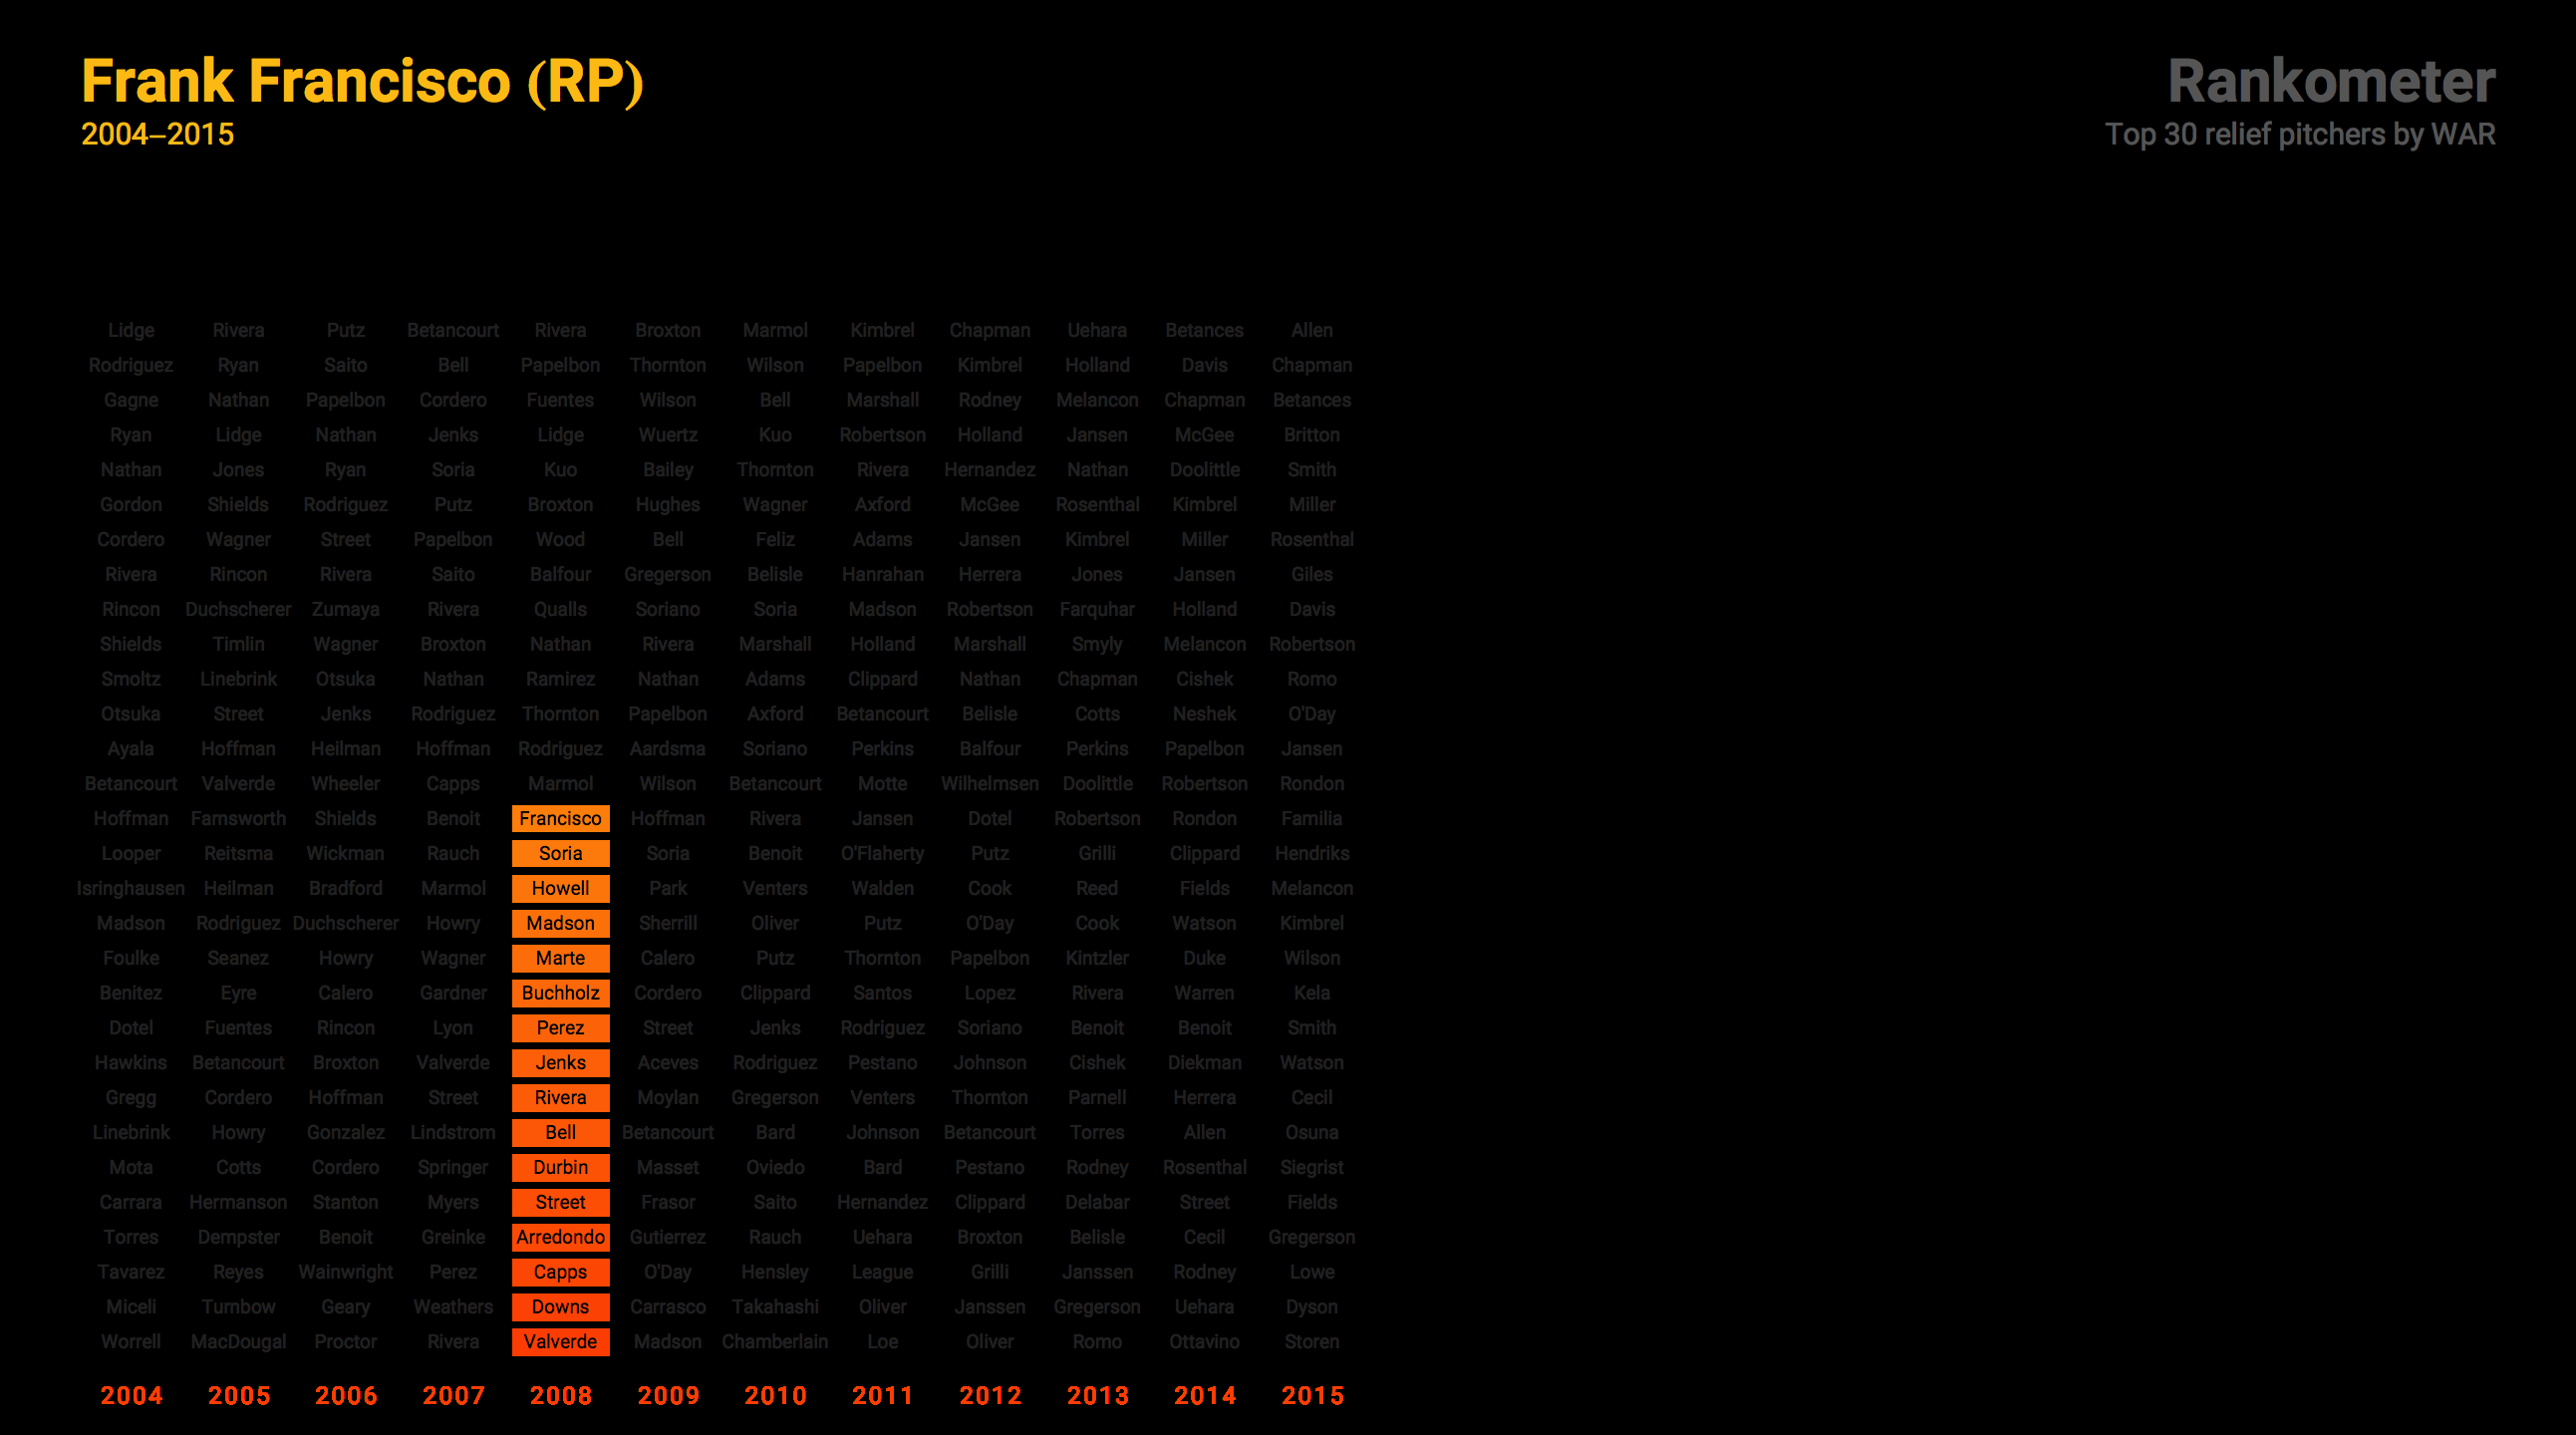 Frank Francisco (RP)
2004–2015
Rankometer
Top 30 relief pitchers by WAR
Lidge Rivera Putz Betancourt Rivera Broxton Marmol Kimbrel Chapman Uehara Betances Allen
Rodriguez Ryan Saito Bell Papelbon Thornton Wilson Papelbon Kimbrel Holland Davis Chapman
Gagne Nathan Papelbon Cordero Fuentes Wilson Bell Marshall Rodney Melancon Chapman Betances
Ryan Lidge Nathan Jenks Lidge Wuertz Kuo Robertson Holland Jansen McGee Britton
Nathan Jones Ryan Soria Kuo Bailey Thornton Rivera Hernandez Nathan Doolittle Smith
Gordon Shields Rodriguez Putz Broxton Hughes Wagner Axford McGee Rosenthal Kimbrel Miller
Cordero Wagner Street Papelbon Wood Bell Feliz Adams Jansen Kimbrel Miller Rosenthal
Rivera Rincon Rivera Saito Balfour Gregerson Belisle Hanrahan Herrera Jones Jansen Giles
Rincon Duchscherer Zumaya Rivera Qualls Soriano Soria Madson Robertson Farquhar Holland Davis
Shields Timlin Wagner Broxton Nathan Rivera Marshall Holland Marshall Smyly Melancon Robertson
Smoltz Linebrink Otsuka Nathan Ramirez Nathan Adams Clippard Nathan Chapman Cishek Romo
Otsuka Street Jenks Rodriguez Thornton Papelbon Axford Betancourt Belisle Cotts Neshek O'Day
Ayala Hoffman Heilman Hoffman Rodriguez Aardsma Soriano Perkins Balfour Perkins Papelbon Jansen
Betancourt Valverde Wheeler Capps Marmol Wilson Betancourt Motte Wilhelmsen Doolittle Robertson Rondon
Hoffman Farnsworth Shields Benoit Francisco Hoffman Rivera Jansen Dotel Robertson Rondon Familia
Looper Reitsma Wickman Rauch Soria Soria Benoit O'Flaherty Putz Grilli Clippard Hendriks
Isringhausen Heilman Bradford Marmol Howell Park Venters Walden Cook Reed Fields Melancon
Madson Rodriguez Duchscherer Howry Madson Sherrill Oliver Putz O'Day Cook Watson Kimbrel
Foulke Seanez Howry Wagner Marte Calero Putz Thornton Papelbon Kintzler Duke Wilson
Benitez Eyre Calero Gardner Buchholz Cordero Clippard Santos Lopez Rivera Warren Kela
Dotel Fuentes Rincon Lyon Perez Street Jenks Rodriguez Soriano Benoit Benoit Smith
Hawkins Betancourt Broxton Valverde Jenks Aceves Rodriguez Pestano Johnson Cishek Diekman Watson
Gregg Cordero Hoffman Street Rivera Moylan Gregerson Venters Thornton Parnell Herrera Cecil
Linebrink Howry Gonzalez Lindstrom Bell Betancourt Bard Johnson Betancourt Torres Allen Osuna
Mota Cotts Cordero Springer Durbin Masset Oviedo Bard Pestano Rodney Rosenthal Siegrist
Carrara Hermanson Stanton Myers Street Frasor Saito Hernandez Clippard Delabar Street Fields
Torres Dempster Benoit Greinke Arredondo Gutierrez Rauch Uehara Broxton Belisle Cecil Gregerson
Tavarez Reyes Wainwright Perez Capps O'Day Hensley League Grilli Janssen Rodney Lowe
Miceli Turnbow Geary Weathers Downs Carrasco Takahashi Oliver Janssen Gregerson Uehara Dyson
Worrell MacDougal Proctor Rivera Valverde Madson Chamberlain Loe Oliver Romo Ottavino Storen
2004 2005 2006 2007 2008 2009 2010 2011 2012 2013 2014 2015